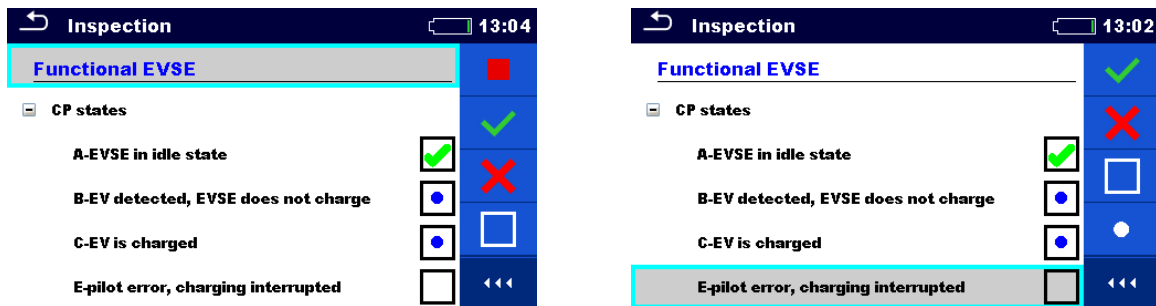 Inspection 13:04
Functional EVSE
CP states
A-EVSE in idle state
B-EV detected, EVSE does not charge
C-EV is charged
E-pilot error, charging interrupted
Inspection 13:02
Functional EVSE
CP states
A-EVSE in idle state
B-EV detected, EVSE does not charge
C-EV is charged
E-pilot error, charging interrupted